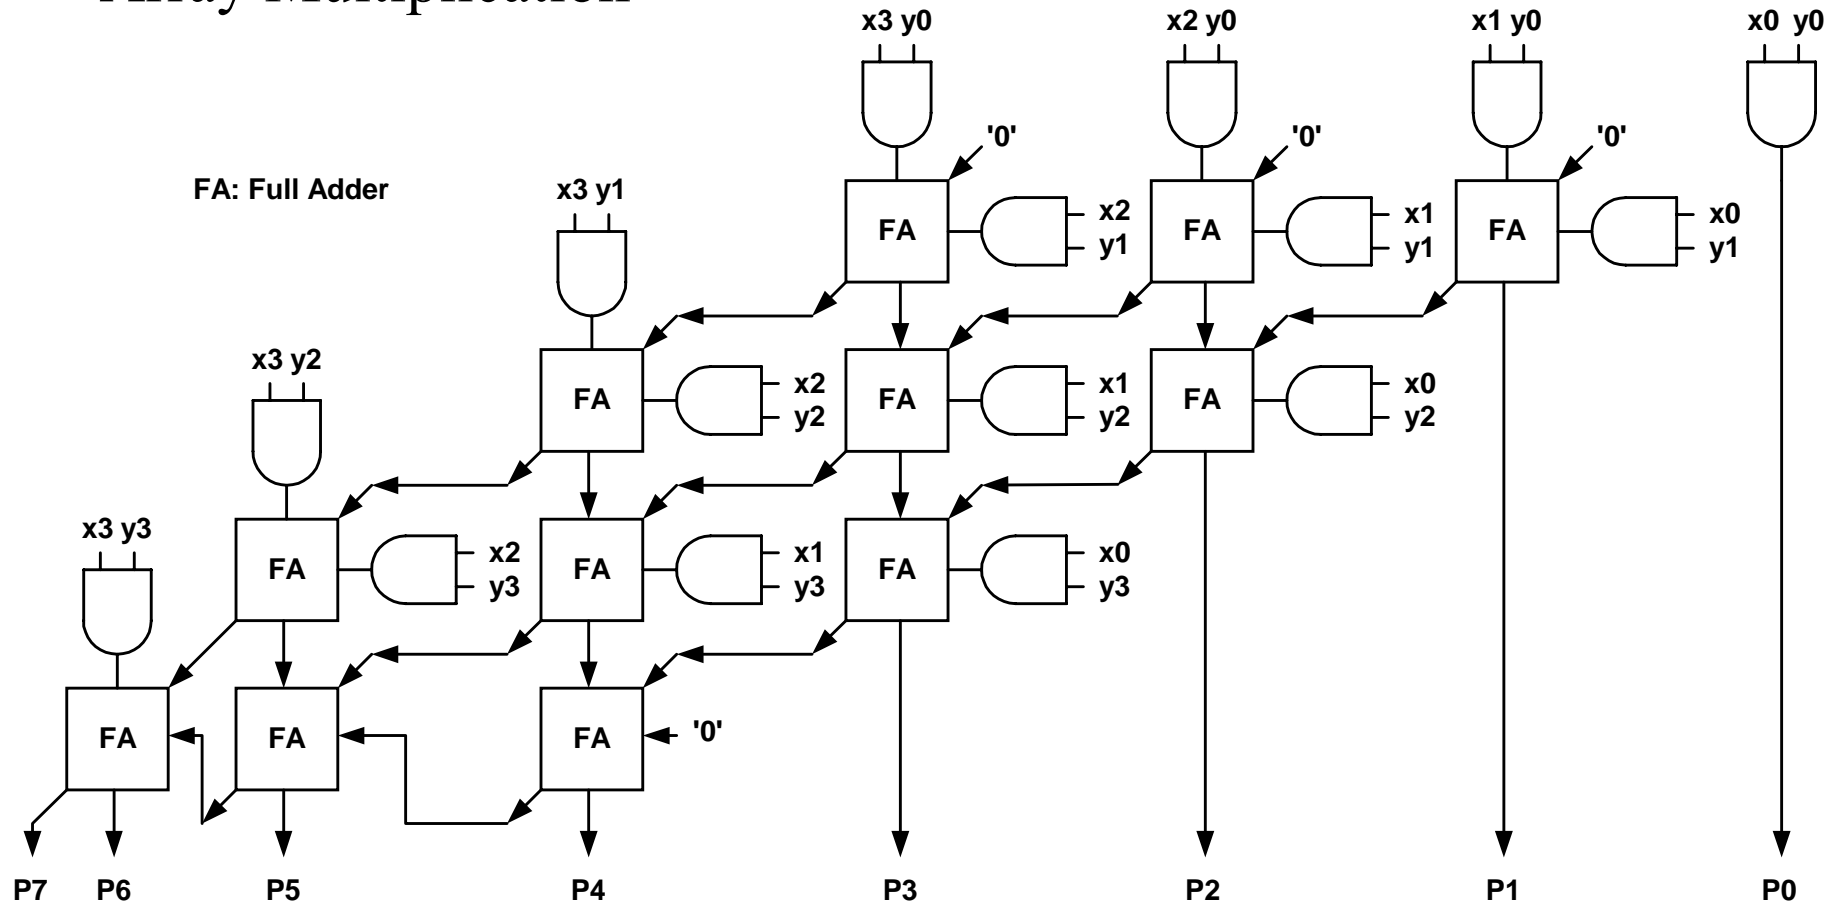 Array Multiplication
x3 y0 x2 y0 x1 y0 x0 y0
'0' '0' '0'
FA: Full Adder x3 y1
FA x2 FA x1 FA x0
y1 y1 y1
x3 y2
FA x2 FA x1 FA x0
y2 y2 y2
x3 y3
FA x2 FA x1 FA x0
y3 y3 y3
FA FA FA '0'
P7 P6 P5 P4 P3 P2 P1 P0